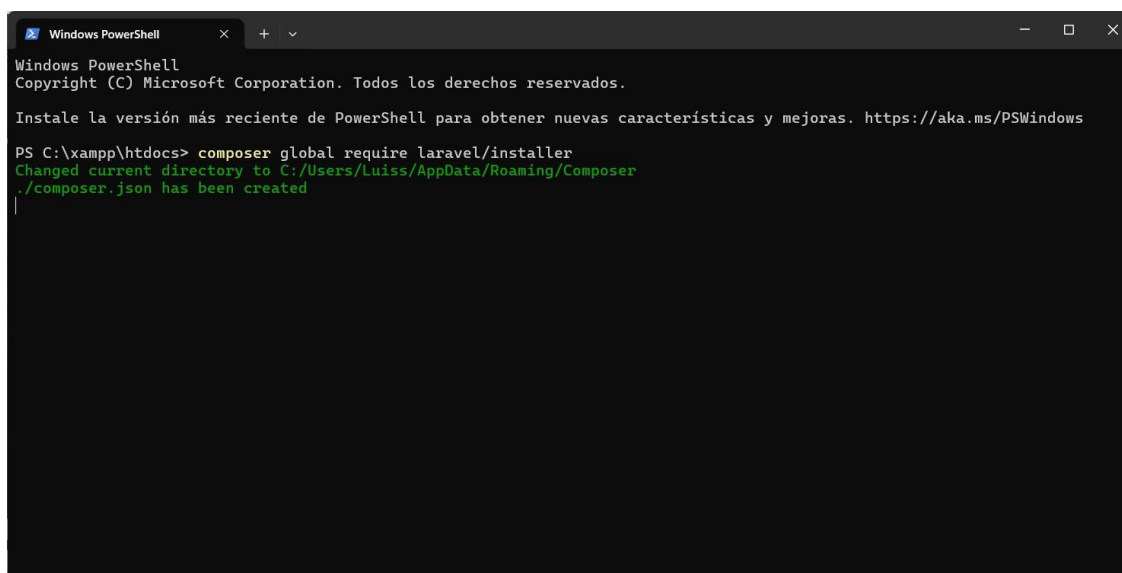 Windows PowerShell
Windows PowerShell
Copyright (C) Microsoft Corporation. Todos los derechos reservados.
Instale la versión más reciente de PowerShell para obtener nuevas características y mejoras. https://aka.ms/PSWindows
PS C:\xampp\htdocs> composer global require laravel/installer
Changed current directory to C:/Users/Luiss/AppData/Roaming/Composer
./composer.json has been created